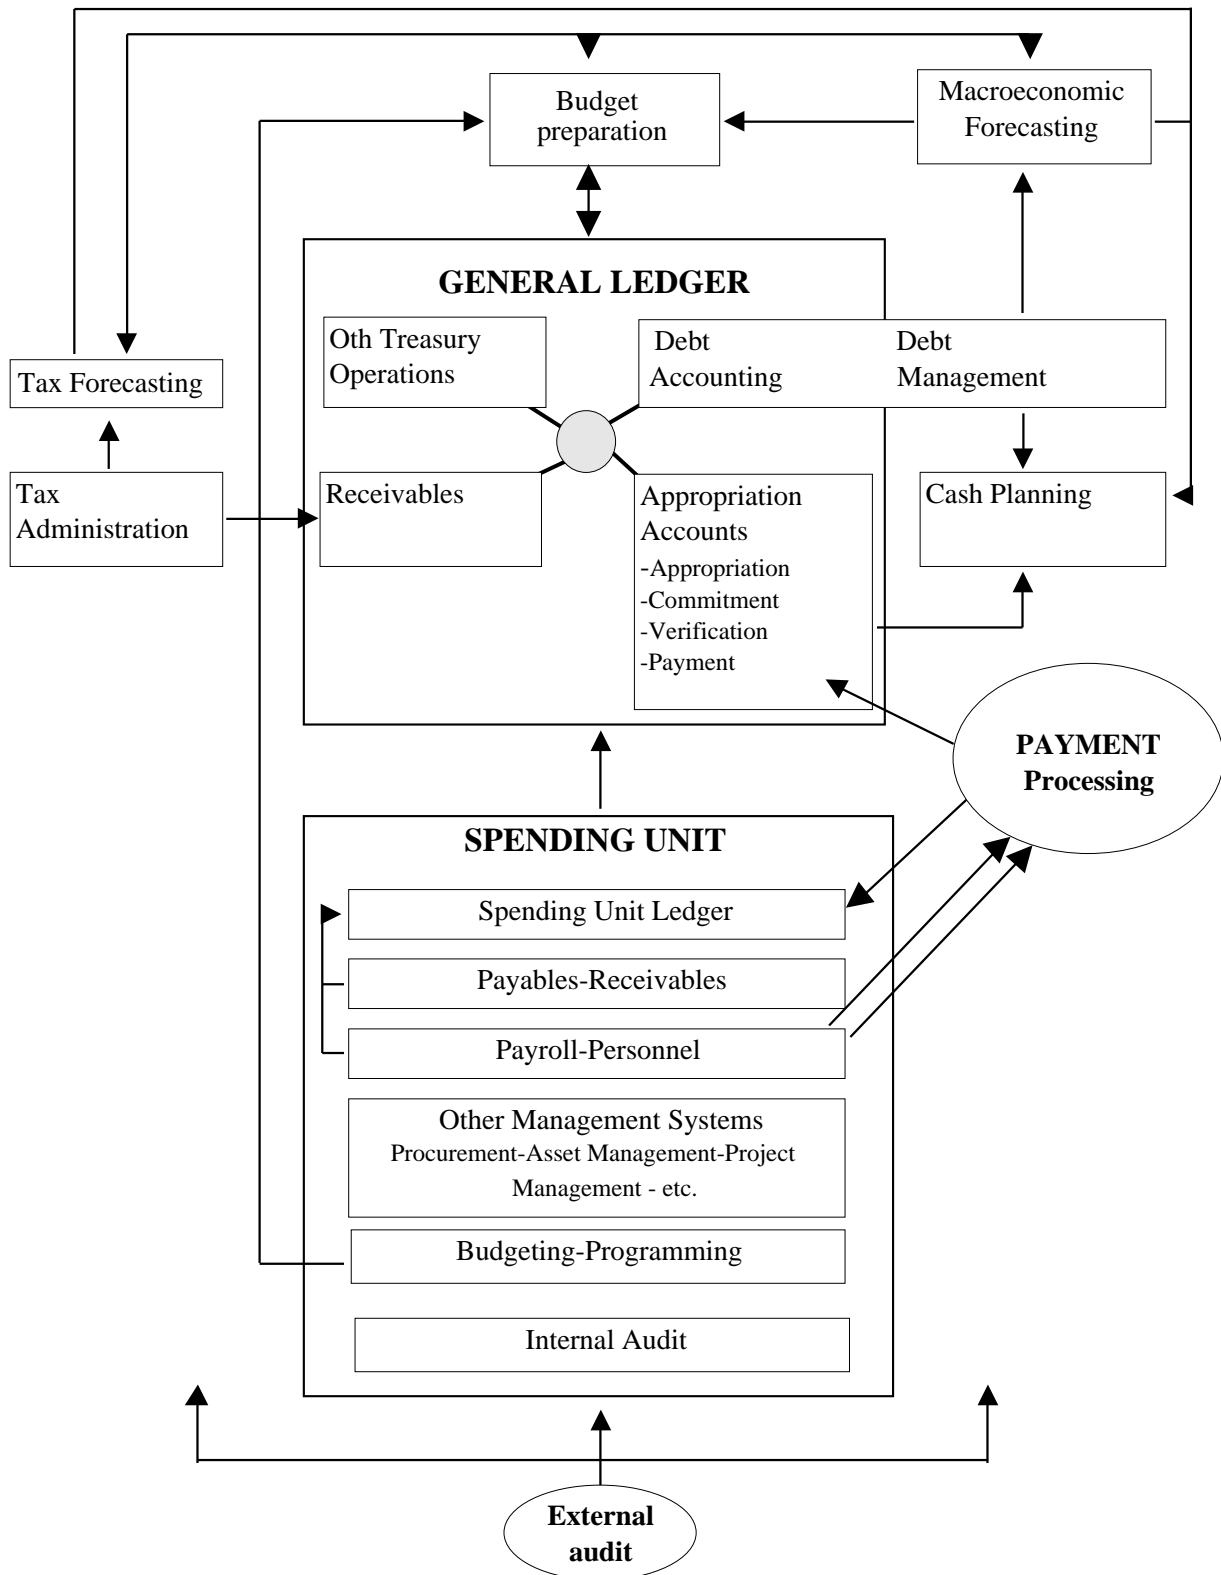 Budget
preparation
Macroeconomic
Forecasting
GENERAL LEDGER
Oth Treasury
Operations
Debt
Accounting
Debt
Management
Tax Forecasting
Tax
Administration
Receivables
Appropriation
Accounts
-Appropriation
-Commitment
-Verification
-Payment
Cash Planning
PAYMENT
Processing
SPENDING UNIT
Spending Unit Ledger
Payables-Receivables
Payroll-Personnel
Other Management Systems
Procurement-Asset Management-Project
Management - etc.
Budgeting-Programming
Internal Audit
External
audit